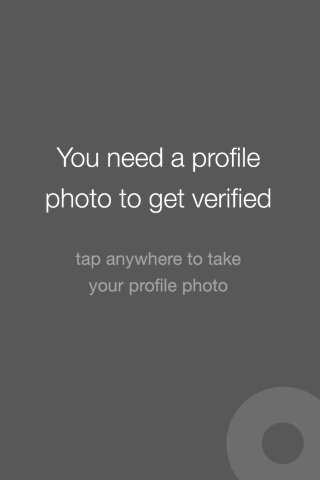 You need a profile
photo to get verified
tap anywhere to take
your profile photo